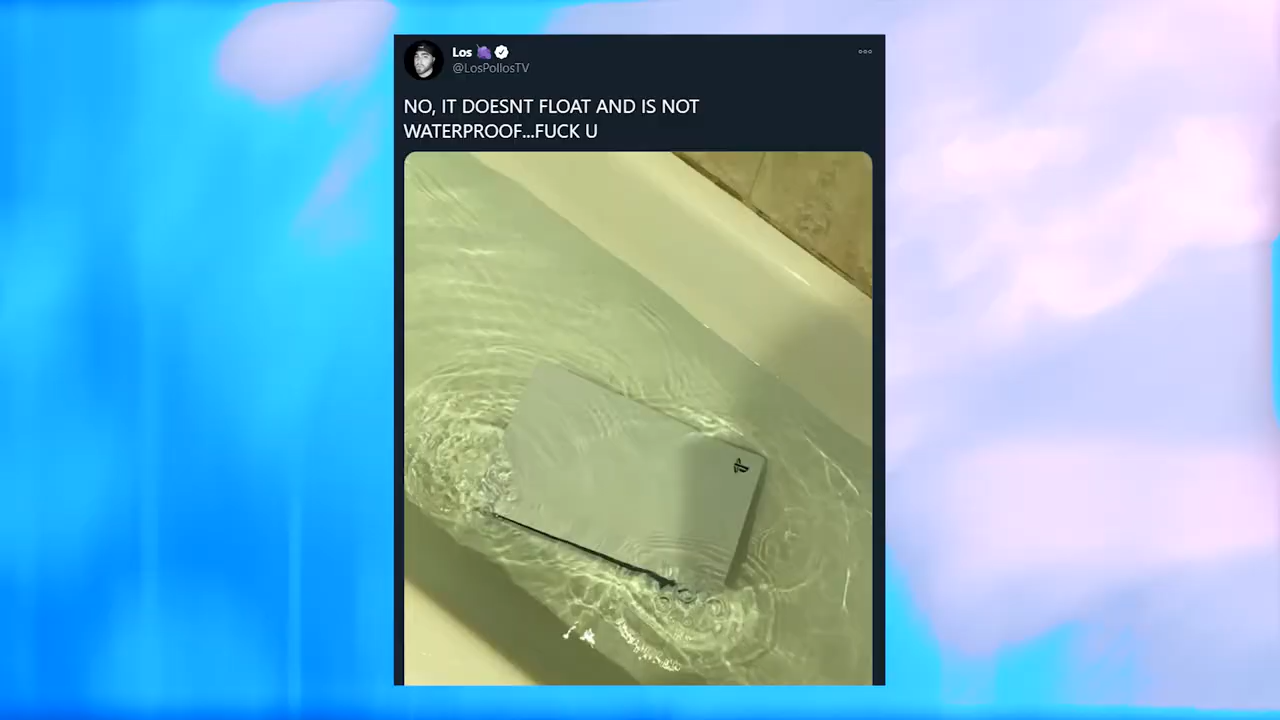 Los 🍇
@LosPollosTV
NO, IT DOESNT FLOAT AND IS NOT
WATERPROOF...FUCK U